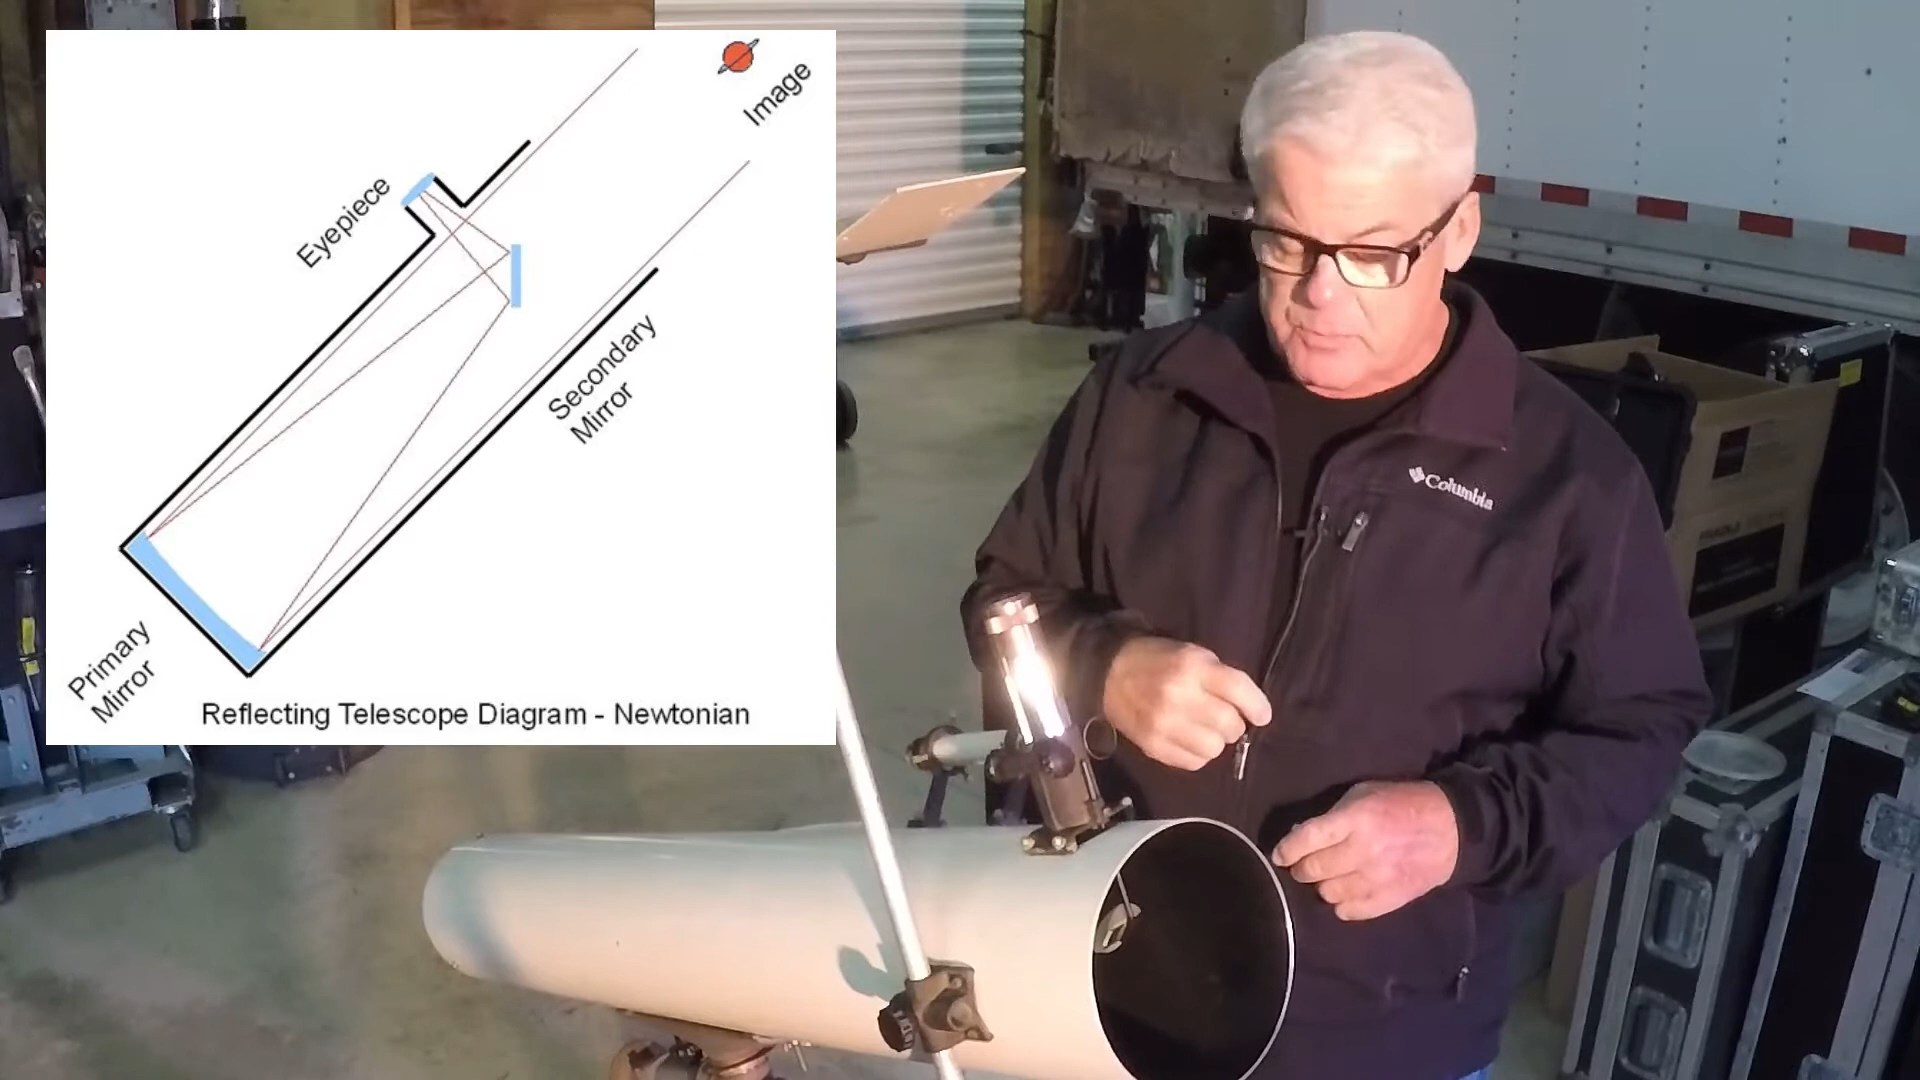 Image
Eyepiece
Secondary
Mirror
Primary
Mirror
Reflecting Telescope Diagram - Newtonian
Columbia